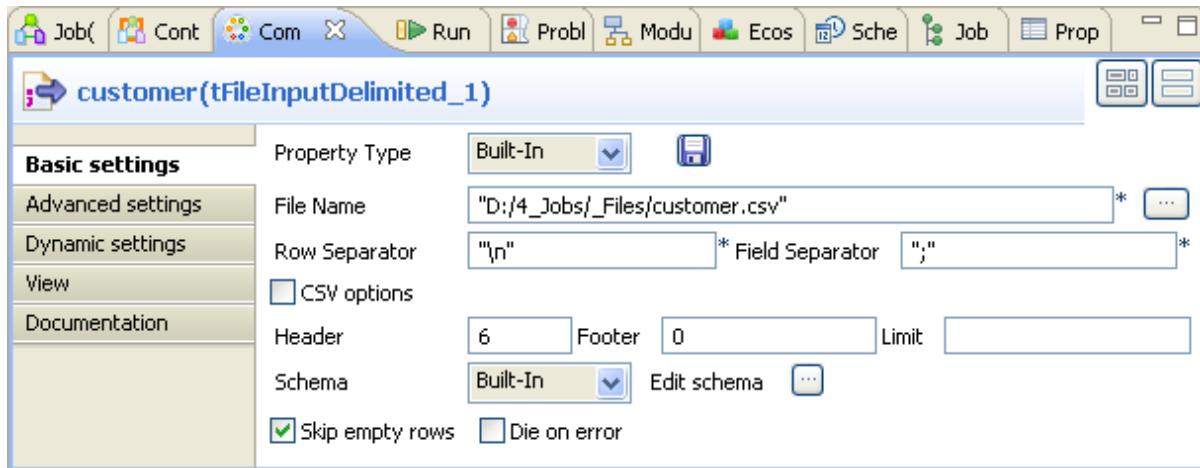 Job( Cont Com Run Probl Modu Ecos Sche Job Prop
customer(tFileInputDelimited_1)
Basic settings
Advanced settings
Dynamic settings
View
Documentation
Property Type Built-In
File Name "D:/4_Jobs/_Files/customer.csv" * ...
Row Separator "\n" * Field Separator ";" *
CSV options
Header 6 Footer 0 Limit
Schema Built-In Edit schema ...
Skip empty rows Die on error